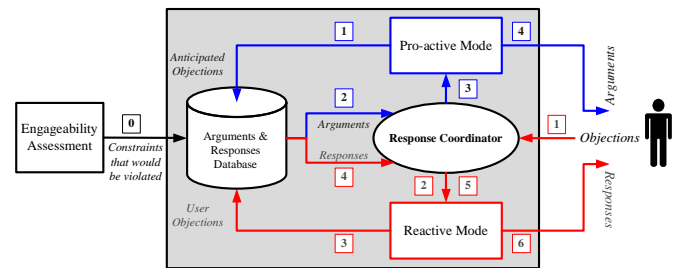 1
Pro-active Mode
4
Anticipated
Objections
0
2
3
Arguments
Engageability
Assessment
Constraints
that would
be violated
Arguments &
Responses
Database
Arguments
Responses
4
Response Coordinator
1
Objections
2
5
User
Objections
3
Reactive Mode
6
Responses